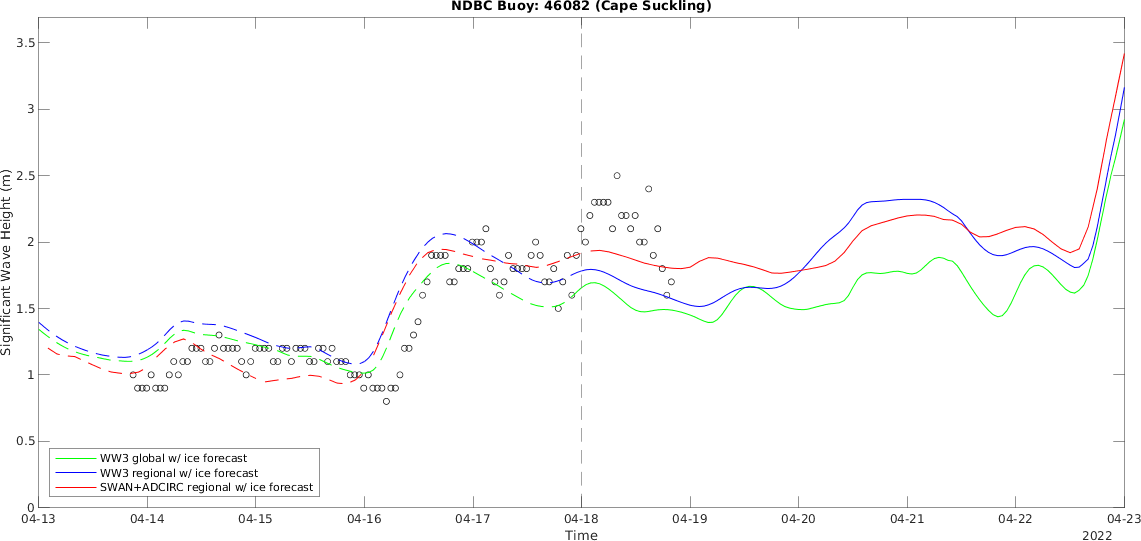 NDBC Buoy: 46082 (Cape Suckling)
Significant Wave Height (m)
3.5
3
2.5
2
1.5
1
0.5
0
WW3 global w/ ice forecast
WW3 regional w/ ice forecast
SWAN+ADCIRC regional w/ ice forecast
04-13 04-14 04-15 04-16 04-17 04-18 04-19 04-20 04-21 04-22 04-23
Time
2022